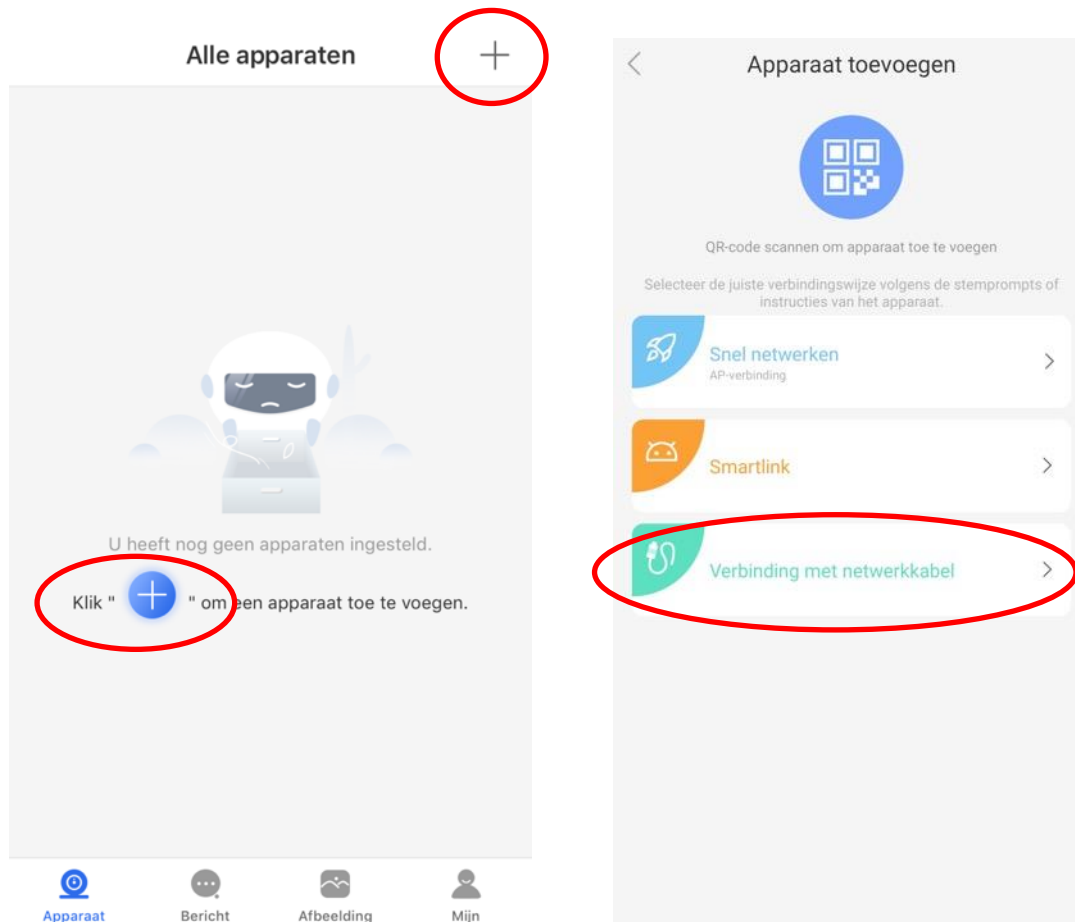 Alle apparaten
U heeft nog geen apparaten ingesteld.
Klik " " om een apparaat toe te voegen.
Apparaat
Bericht
Afbeelding
Mijn
Apparaat toevoegen
QR-code scannen om apparaat toe te voegen
Selecteer de juiste verbindingswijze volgens de stemprompts of
instructies van het apparaat.
Snel netwerken
AP-verbinding
Smartlink
Verbinding met netwerkkabel